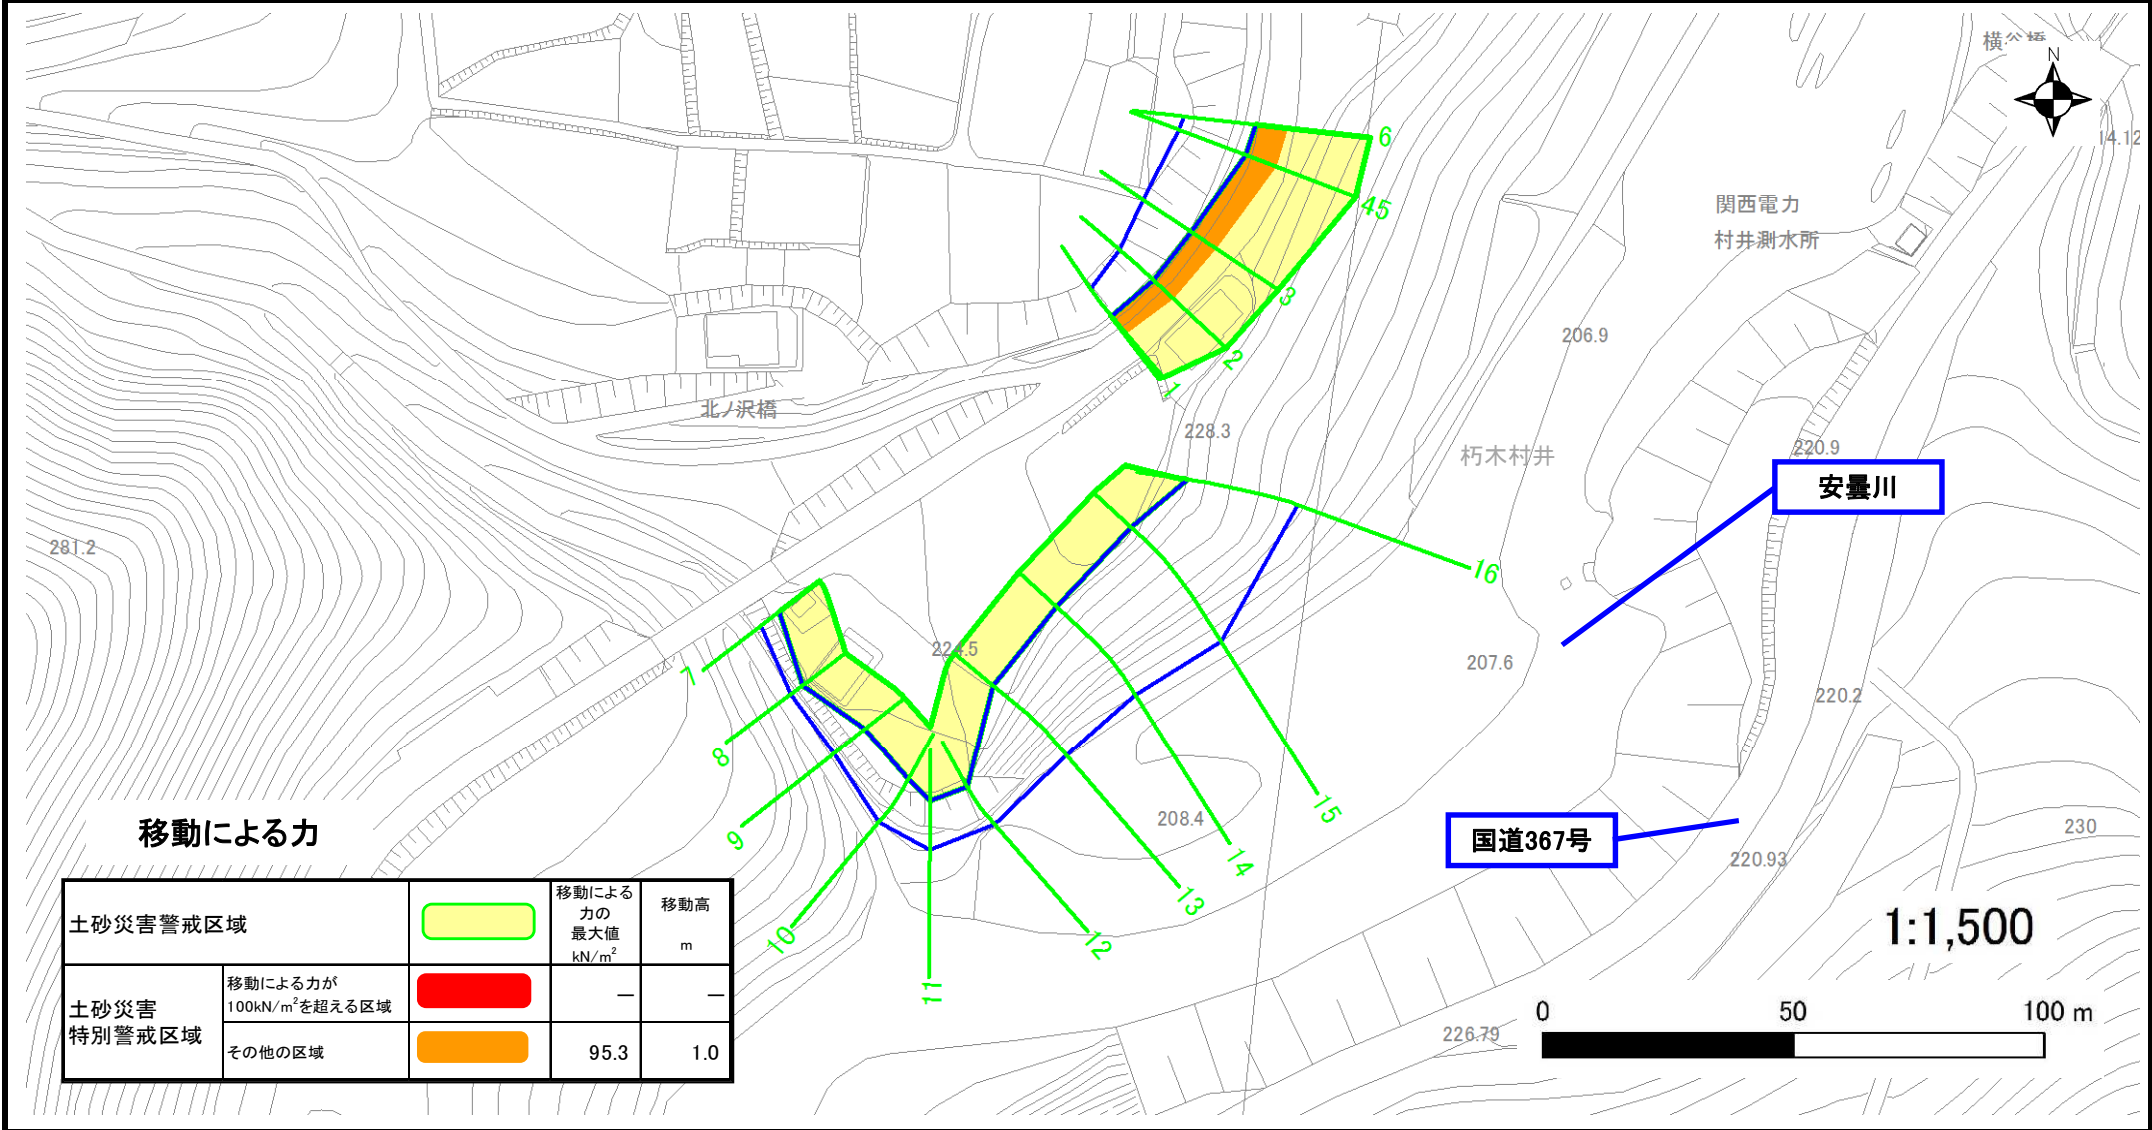 横谷橋
N
14.12
6
45
関西電力
村井測水所
3
206.9
2
1
北ノ沢橋
228.3
朽木村井
220.9
安曇川
281.2
16
224.5
207.6
7
220.2
8
208.4
15
9
14
国道367号
230
220.93
13
10
12
11
1:1,500
226.79
0 50 100 m
移動による力
土砂災害警戒区域
移動による
力の
最大値
kN/m²
移動高
m
土砂災害
特別警戒区域
移動による力が
100kN/m²を超える区域
— —
その他の区域
95.3 1.0